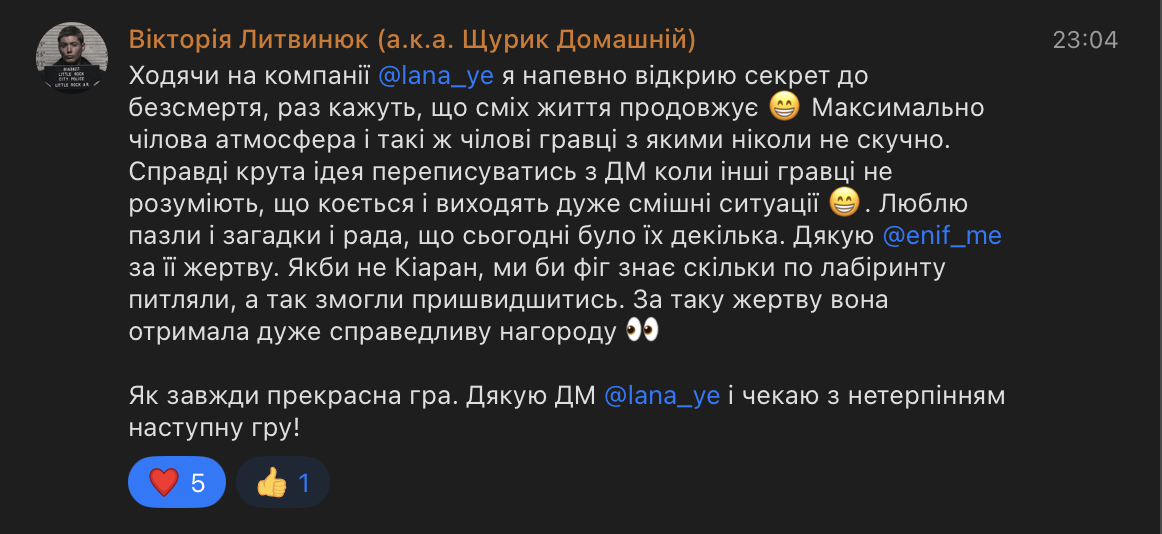 Вікторія Литвинюк (а.к.а. Щурик Домашній)
23:04
Ходячи на компанії @lana_ye я напевно відкрию секрет до
безсмертя, раз кажуть, що сміх життя продовжує 😁 Максимально
чілова атмосфера і такі ж чілові гравці з якими ніколи не скучно.
Справді крута ідея переписуватись з ДМ коли інші гравці не
розуміють, що коється і виходять дуже смішні ситуації 😁. Люблю
пазли і загадки і рада, що сьогодні було їх декілька. Дякую @enif_me
за її жертву. Якби не Кіаран, ми би фіг знає скільки по лабіринту
питляли, а так змогли пришвидшитись. За таку жертву вона
отримала дуже справедливу нагороду 👀
Як завжди прекрасна гра. Дякую ДМ @lana_ye і чекаю з нетерпінням
наступну гру!
❤️ 5 👍 1